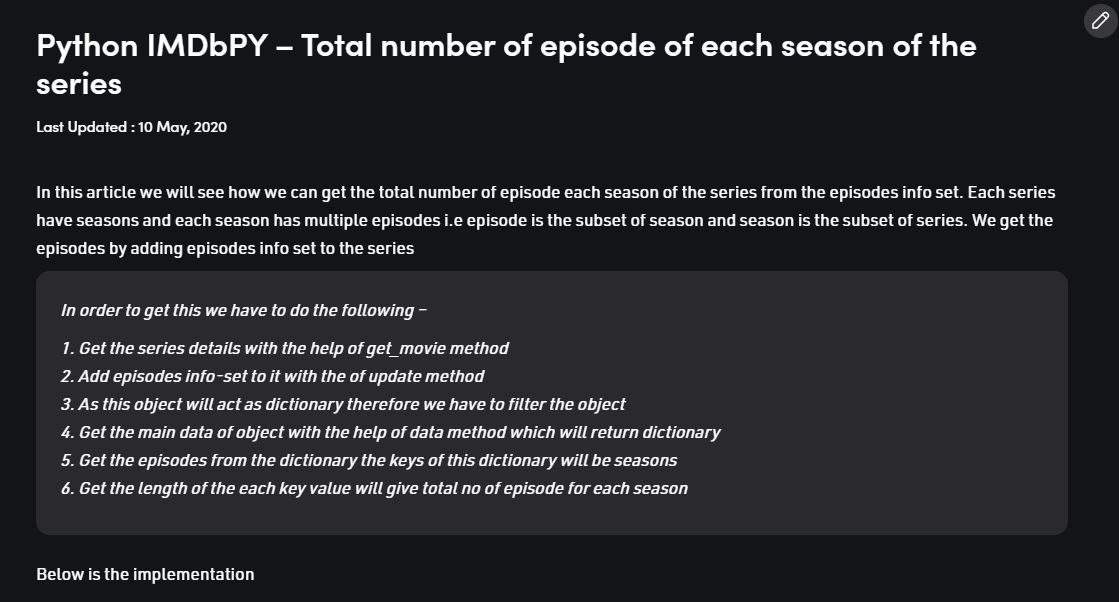 Python IMDbPY – Total number of episode of each season of the
series
Last Updated : 10 May, 2020
In this article we will see how we can get the total number of episode each season of the series from the episodes info set. Each series
have seasons and each season has multiple episodes i.e episode is the subset of season and season is the subset of series. We get the
episodes by adding episodes info set to the series
In order to get this we have to do the following –
1. Get the series details with the help of get_movie method
2. Add episodes info-set to it with the of update method
3. As this object will act as dictionary therefore we have to filter the object
4. Get the main data of object with the help of data method which will return dictionary
5. Get the episodes from the dictionary the keys of this dictionary will be seasons
6. Get the length of the each key value will give total no of episode for each season
Below is the implementation